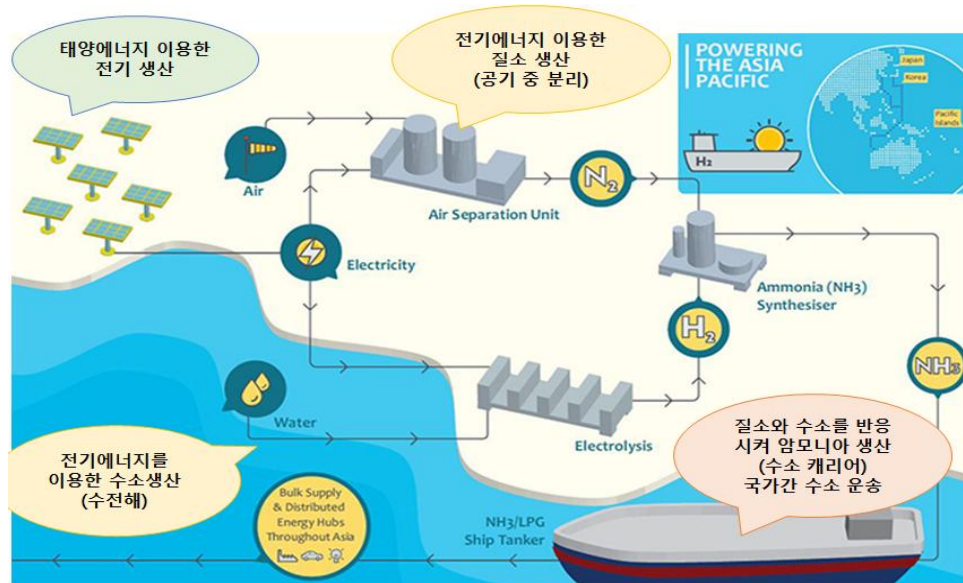 태양에너지 이용한
전기 생산
전기에너지 이용한
질소 생산
(공기 중 분리)
POWERING
THE ASIA
PACIFIC
Japan
Korea
Pacific
Islands
H2
Air
Air Separation Unit
N2
Electricity
Ammonia (NH3)
Synthesiser
H2
NH3
Water
Electrolysis
질소와 수소를 반응
시켜 암모니아 생산
(수소 캐리어)
국가간 수소 운송
전기에너지를
이용한 수소생산
(수전해)
Bulk Supply
& Distributed
Energy Hubs
Throughout Asia
NH3/LPG
Ship Tanker